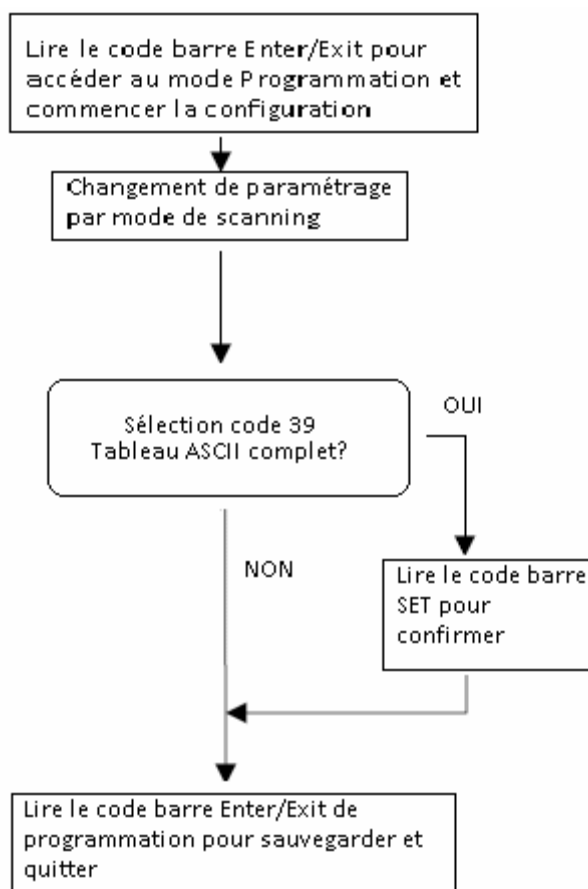 Lire le code barre Enter/Exit pour
accéder au mode Programmation et
commencer la configuration
Changement de paramétrage
par mode de scanning
Sélection code 39
Tableau ASCII complet?
OUI
NON
Lire le code barre
SET pour
confirmer
Lire le code barre Enter/Exit de
programmation pour sauvegarder et
quitter